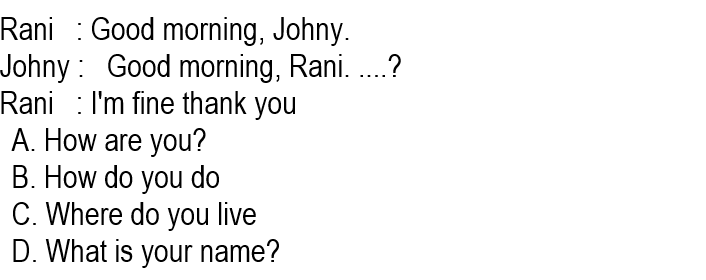 Rani : Good morning, Johny.
Johny : Good morning, Rani. ....?
Rani : I'm fine thank you
A. How are you?
B. How do you do
C. Where do you live
D. What is your name?